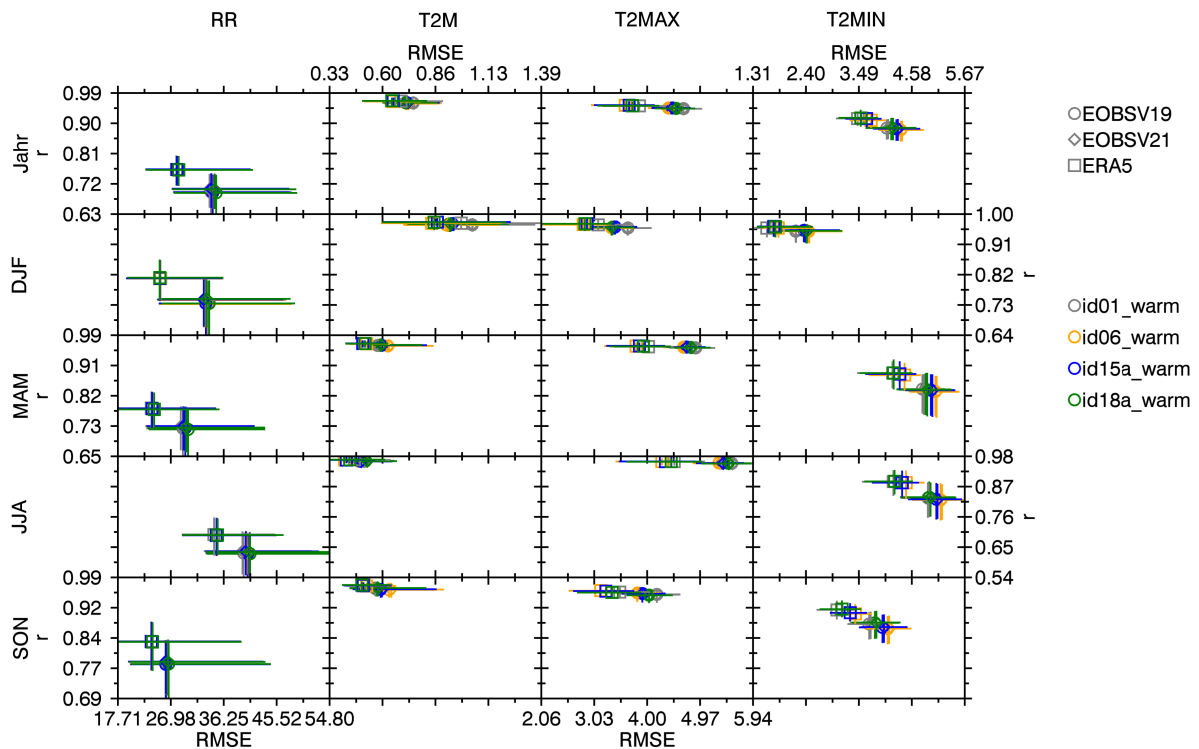 RR T2M T2MAX T2MIN
RMSE RMSE
0.33 0.60 0.86 1.13 1.39 1.31 2.40 3.49 4.58 5.67
0.99
0.90
0.81
0.72
0.63
Jahr
r
EOBSV19
EOBSV21
ERA5
1.00
0.91
0.82
0.73
0.64
DJF
r
0.99
0.91
0.82
0.73
0.65
MAM
r
id01_warm
id06_warm
id15a_warm
id18a_warm
0.98
0.87
0.76
0.65
0.54
JJA
r
0.99
0.92
0.84
0.77
0.69
SON
r
17.71 26.98 36.25 45.52 54.80 2.06 3.03 4.00 4.97 5.94
RMSE RMSE